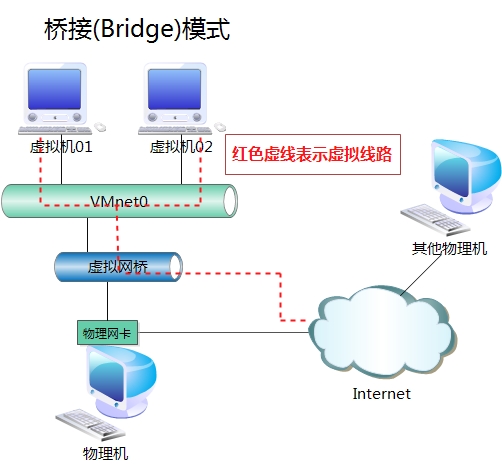 桥接(Bridge)模式
虚拟机01
虚拟机02
红色虚线表示虚拟线路
VMnet0
其他物理机
虚拟网桥
物理网卡
Internet
物理机